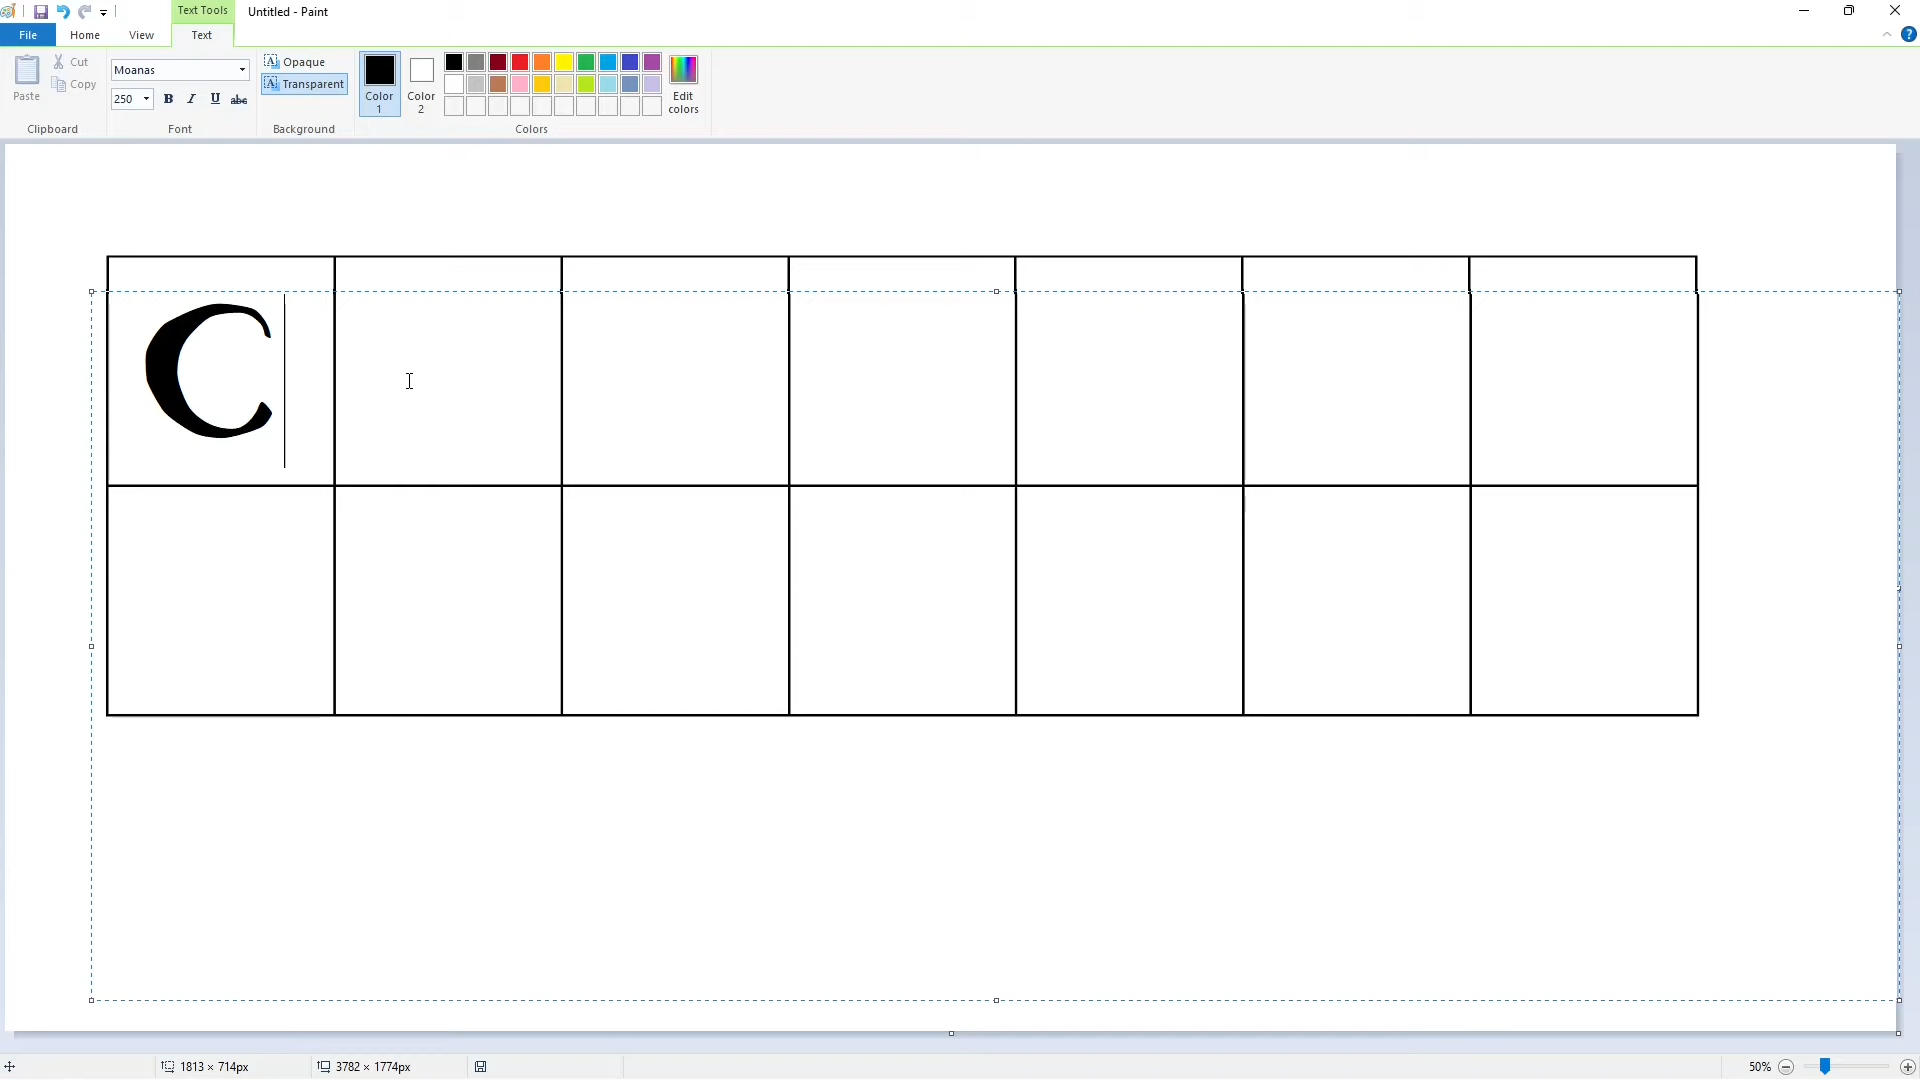 Text Tools
Untitled - Paint
File
Home
View
Text
Paste
Cut
Copy
Clipboard
Moanas
250
B
I
U
abc
Font
Opaque
Transparent
Background
Color 1
Color 2
Edit colors
Colors
C
1813 × 714px
3782 × 1774px
50%